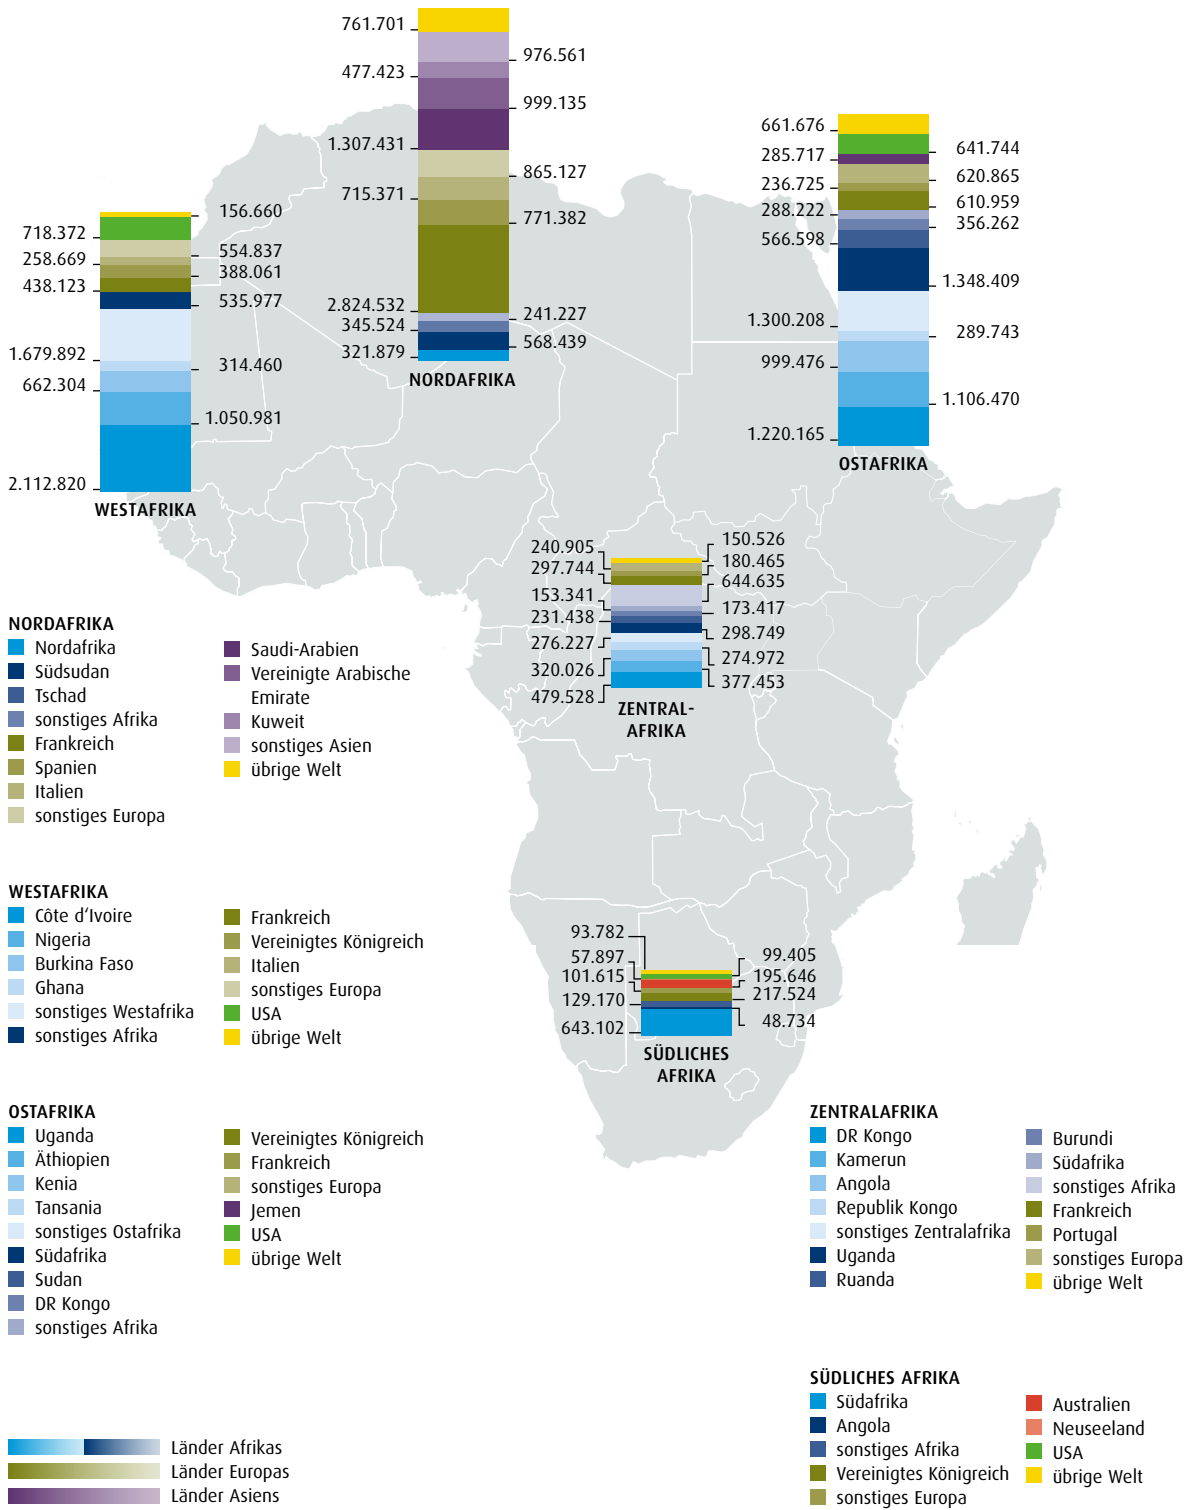 761.701
976.561
477.423
999.135
1.307.431
865.127
715.371
771.382
2.824.532
241.227
345.524
568.439
321.879
NORDAFRIKA
661.676
641.744
285.717
620.865
236.725
610.959
288.222
356.262
566.598
1.348.409
1.300.208
289.743
999.476
1.106.470
1.220.165
OSTAFRIKA
156.660
718.372
554.837
258.669
388.061
438.123
535.977
1.679.892
314.460
662.304
1.050.981
2.112.820
WESTAFRIKA
240.905
150.526
297.744
180.465
644.635
153.341
173.417
231.438
298.749
276.227
274.972
320.026
377.453
479.528
ZENTRAL-
AFRIKA
93.782
57.897
99.405
101.615
195.646
129.170
217.524
48.734
643.102
SÜDLICHES
AFRIKA
NORDAFRIKA
Nordafrika
Südsudan
Tschad
sonstiges Afrika
Frankreich
Spanien
Italien
sonstiges Europa
Saudi-Arabien
Vereinigte Arabische
Emirate
Kuweit
sonstiges Asien
übrige Welt
WESTAFRIKA
Côte d‘Ivoire
Nigeria
Burkina Faso
Ghana
sonstiges Westafrika
sonstiges Afrika
Frankreich
Vereinigtes Königreich
Italien
sonstiges Europa
USA
übrige Welt
OSTAFRIKA
Uganda
Äthiopien
Kenia
Tansania
sonstiges Ostafrika
Südafrika
Sudan
DR Kongo
sonstiges Afrika
Vereinigtes Königreich
Frankreich
sonstiges Europa
Jemen
USA
übrige Welt
ZENTRALAFRIKA
DR Kongo
Kamerun
Angola
Republik Kongo
sonstiges Zentralafrika
Uganda
Ruanda
Burundi
Südafrika
sonstiges Afrika
Frankreich
Portugal
sonstiges Europa
übrige Welt
SÜDLICHES AFRIKA
Südafrika
Angola
sonstiges Afrika
Vereinigtes Königreich
sonstiges Europa
Australien
Neuseeland
USA
übrige Welt
Länder Afrikas
Länder Europas
Länder Asiens